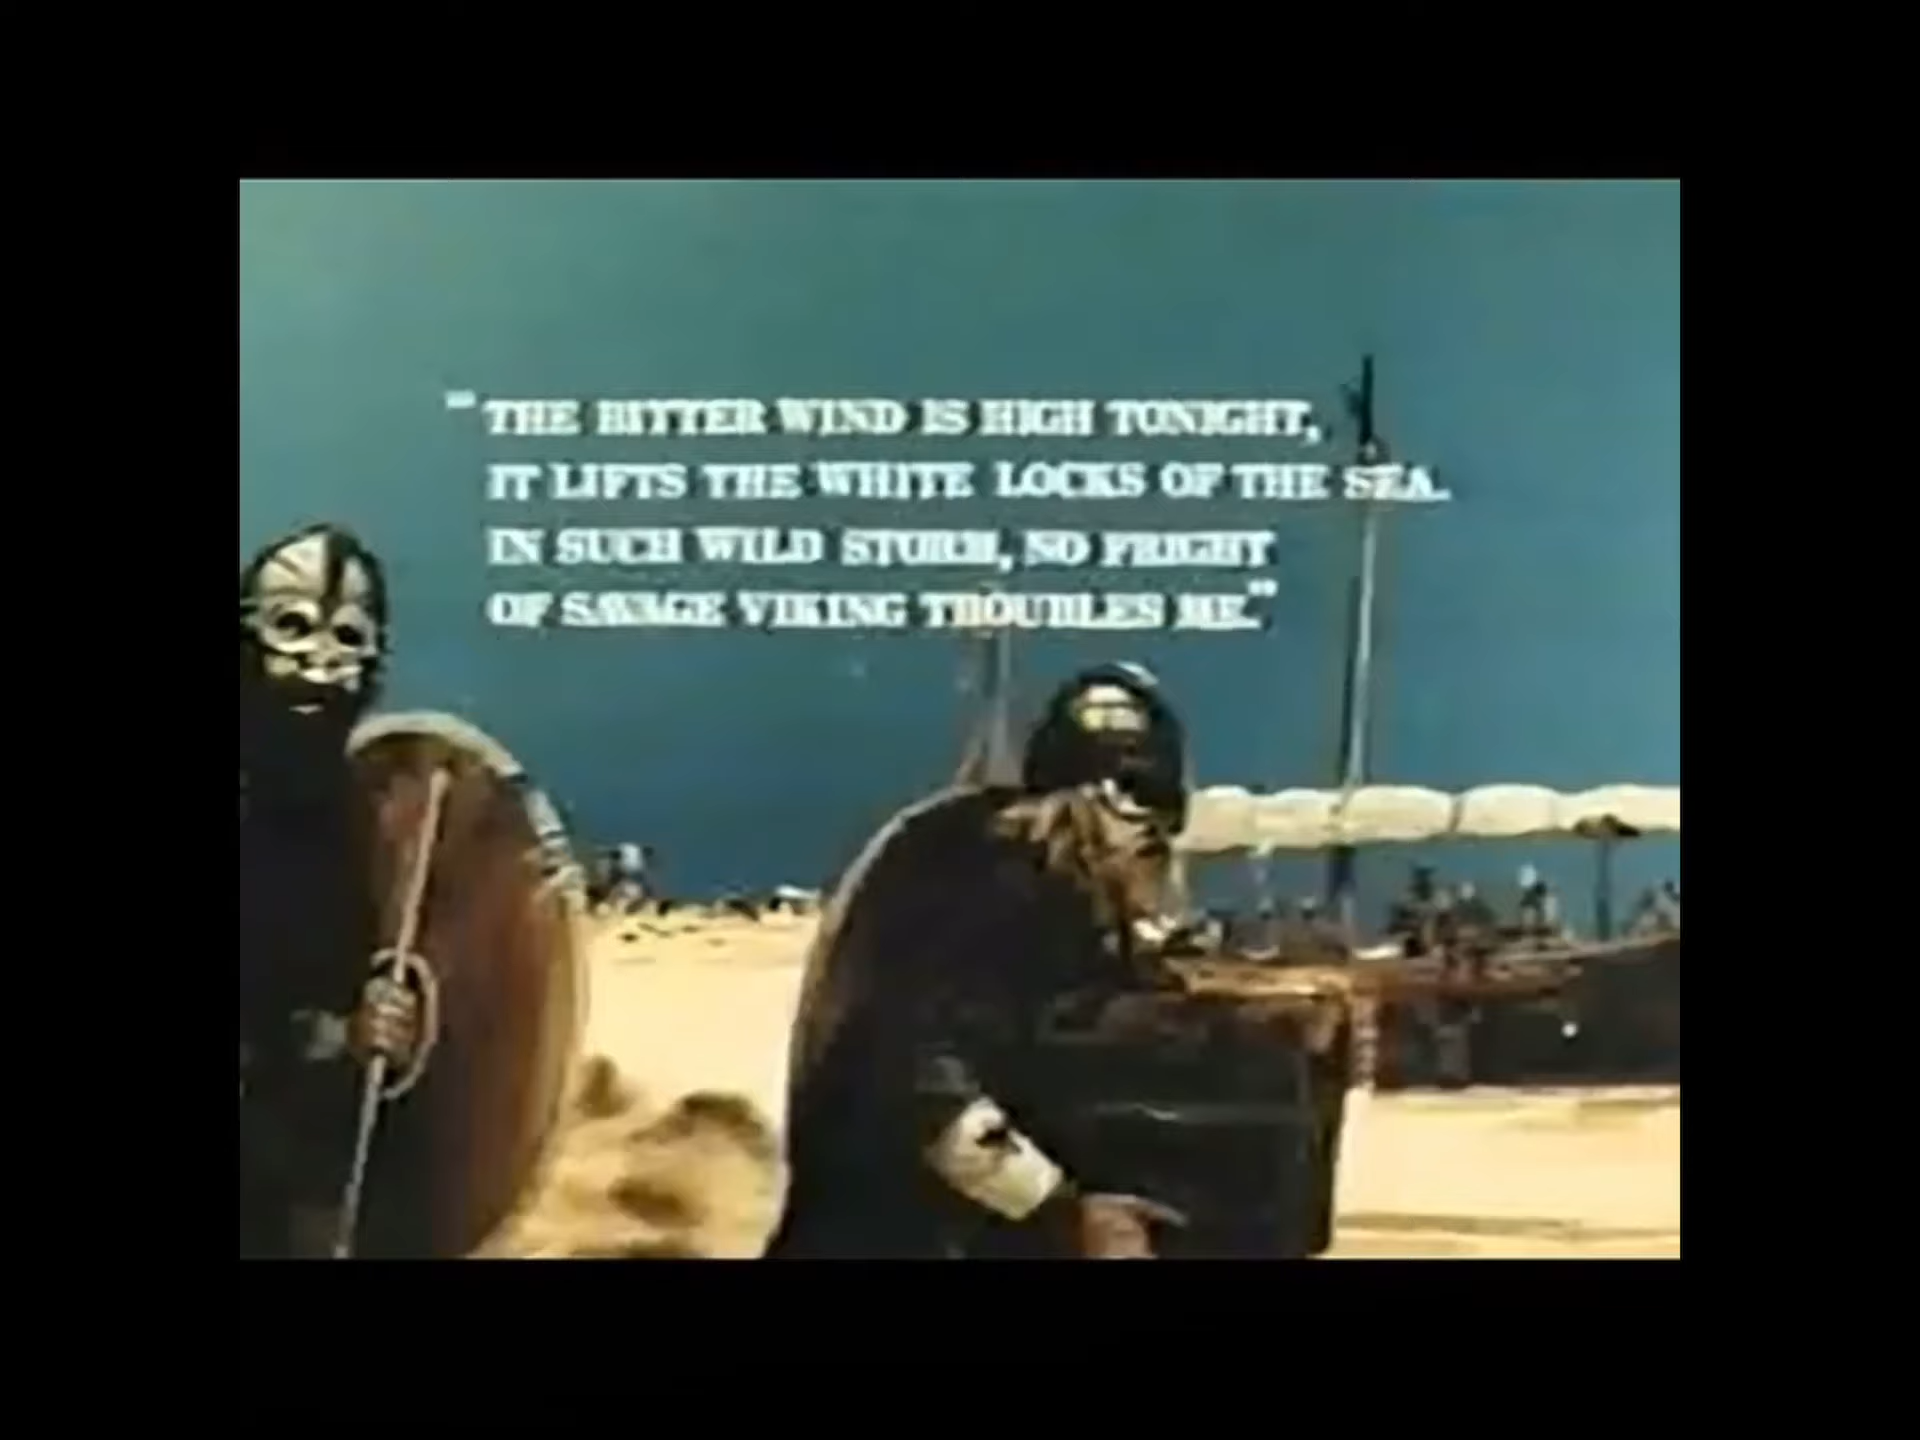 "THE BITTER WIND IS HIGH TONIGHT,
IT LIFTS THE WHITE LOCKS OF THE SEA.
IN SUCH WILD STORM, NO FRIGHT
OF SAVAGE VIKING TROUBLES ME."